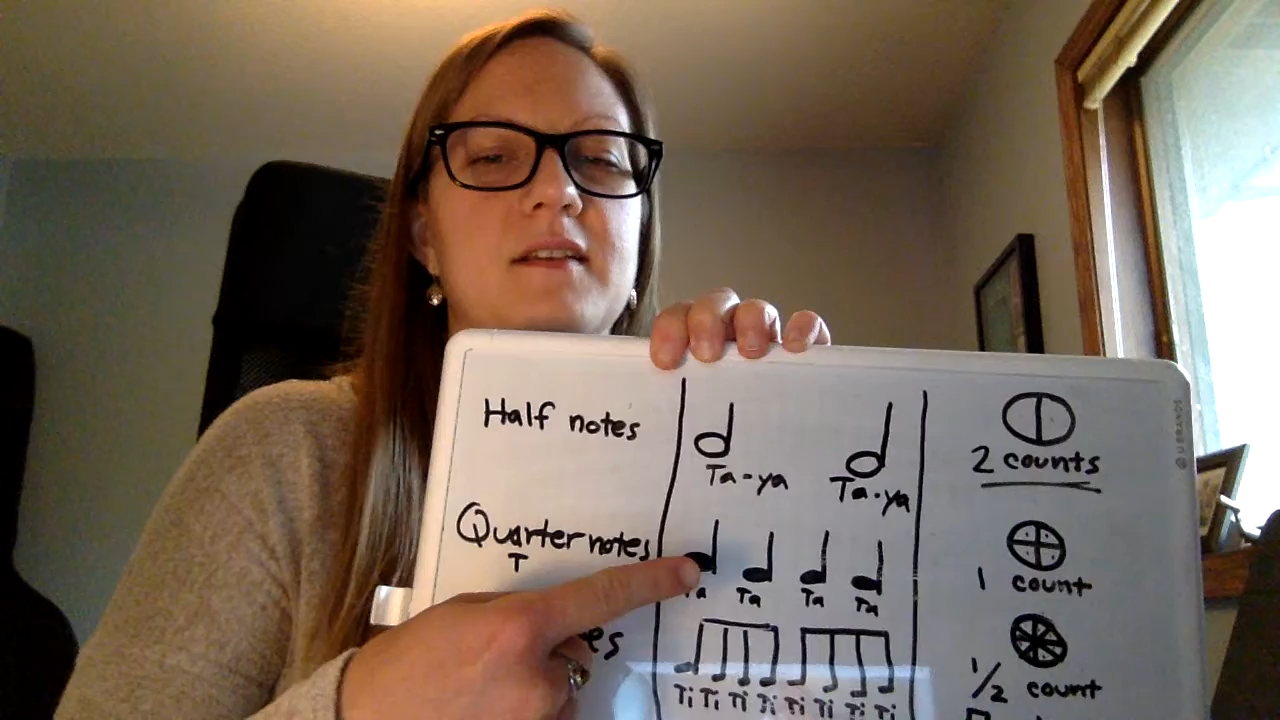 Half notes
Ta-ya Ta-ya
2 counts
Quarter notes
T
Ta Ta Ta
1 count
Ti Ti Ti Ti Ti Ti Ti Ti
1/2 count
U BRANDS